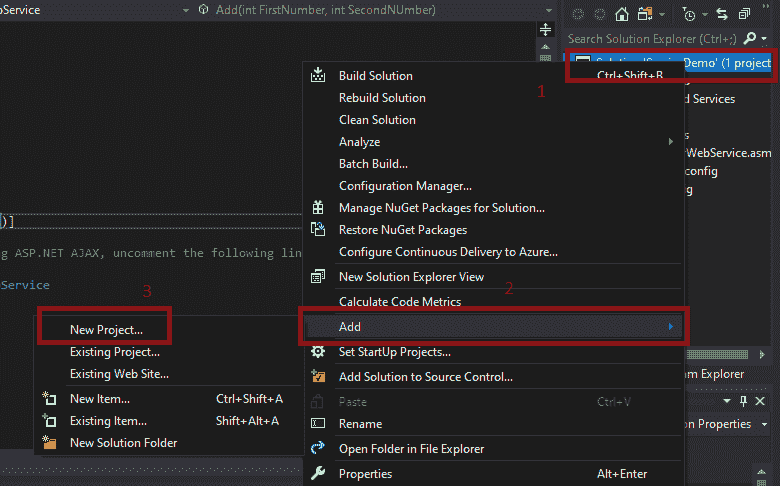 bService
Add(int FirstNumber, int SecondNUmber)
Search Solution Explorer (Ctrl+;)
Demo' (1 project
1
Build Solution
Ctrl+Shift+B
Rebuild Solution
Clean Solution
Analyze
Batch Build...
Configuration Manager...
Manage NuGet Packages for Solution...
Restore NuGet Packages
Configure Continuous Delivery to Azure...
New Solution Explorer View
Calculate Code Metrics
2
Add
Set StartUp Projects...
Add Solution to Source Control...
Paste
Ctrl+V
Rename
Open Folder in File Explorer
Properties
Alt+Enter
d Services
s
rWebService.asm
config
g
)]
ng ASP.NET AJAX, uncomment the following lin
Service
3
New Project...
Existing Project...
Existing Web Site...
New Item...
Ctrl+Shift+A
Existing Item...
Shift+Alt+A
New Solution Folder
am Explorer
on Properties